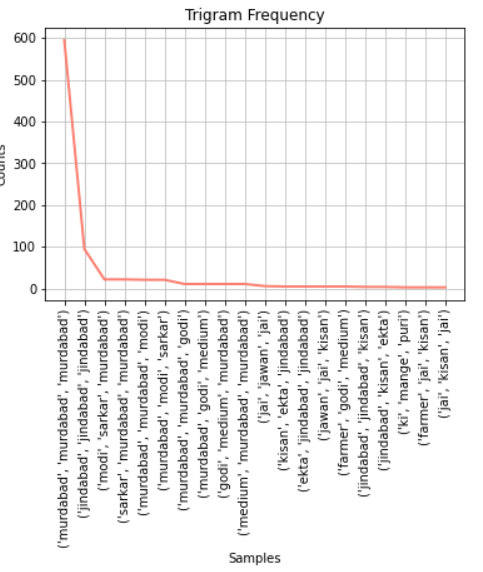 Trigram Frequency
600
500
400
300
200
100
0
Counts
('murdabad', 'murdabad', 'murdabad')
('jindabad', 'jindabad', 'jindabad')
('modi', 'sarkar', 'murdabad')
('sarkar', 'murdabad', 'murdabad')
('murdabad', 'murdabad', 'modi')
('murdabad', 'modi', 'sarkar')
('murdabad', 'murdabad', 'godi')
('murdabad', 'godi', 'medium')
('godi', 'medium', 'murdabad')
('medium', 'murdabad', 'murdabad')
('jai', 'jawan', 'jai')
('kisan', 'ekta', 'jindabad')
('ekta', 'jindabad', 'jindabad')
('jawan', 'jai', 'kisan')
('farmer', 'godi', 'medium')
('jindabad', 'jindabad', 'kisan')
('jindabad', 'kisan', 'ekta')
('ki', 'mange', 'puri')
('farmer', 'jai', 'kisan')
('jai', 'kisan', 'jai')
Samples